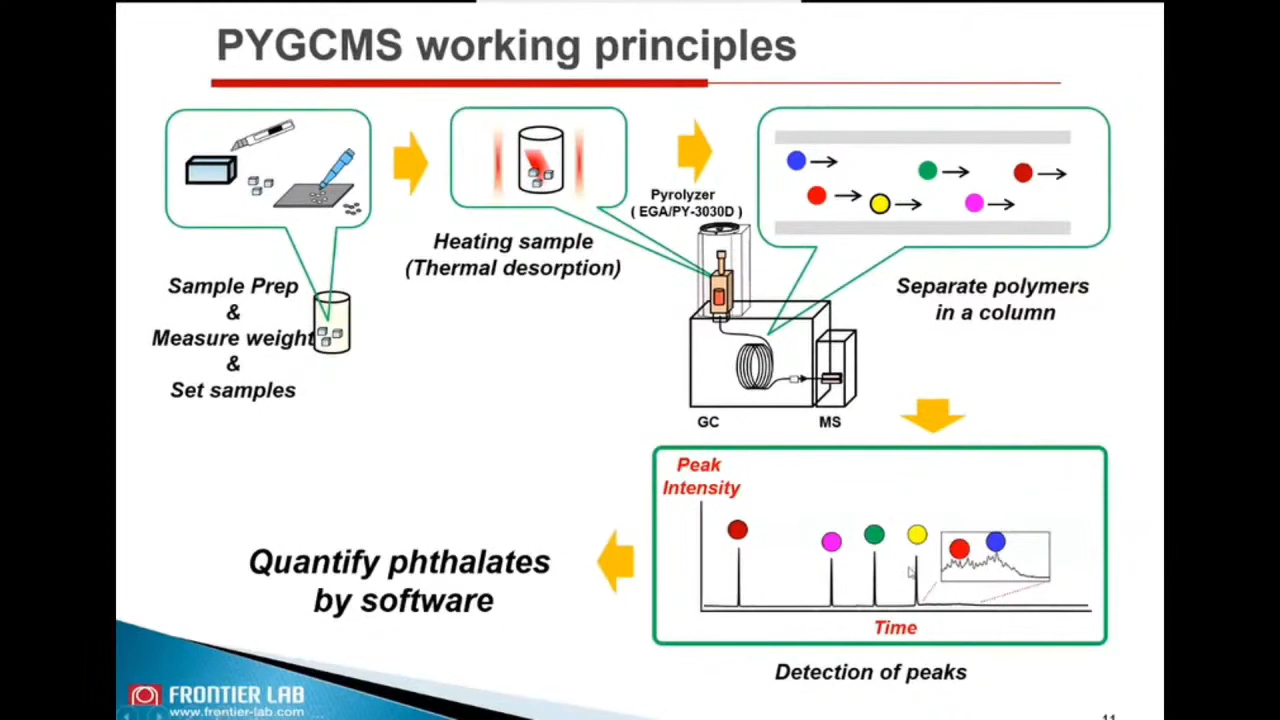 PYGCMS working principles
Pyrolyzer
( EGA/PY-3030D )
Heating sample
(Thermal desorption)
Sample Prep
&
Measure weight
&
Set samples
Separate polymers
in a column
GC
MS
Peak
Intensity
Time
Detection of peaks
Quantify phthalates
by software
FRONTIER LAB
www.frontier-lab.com
11